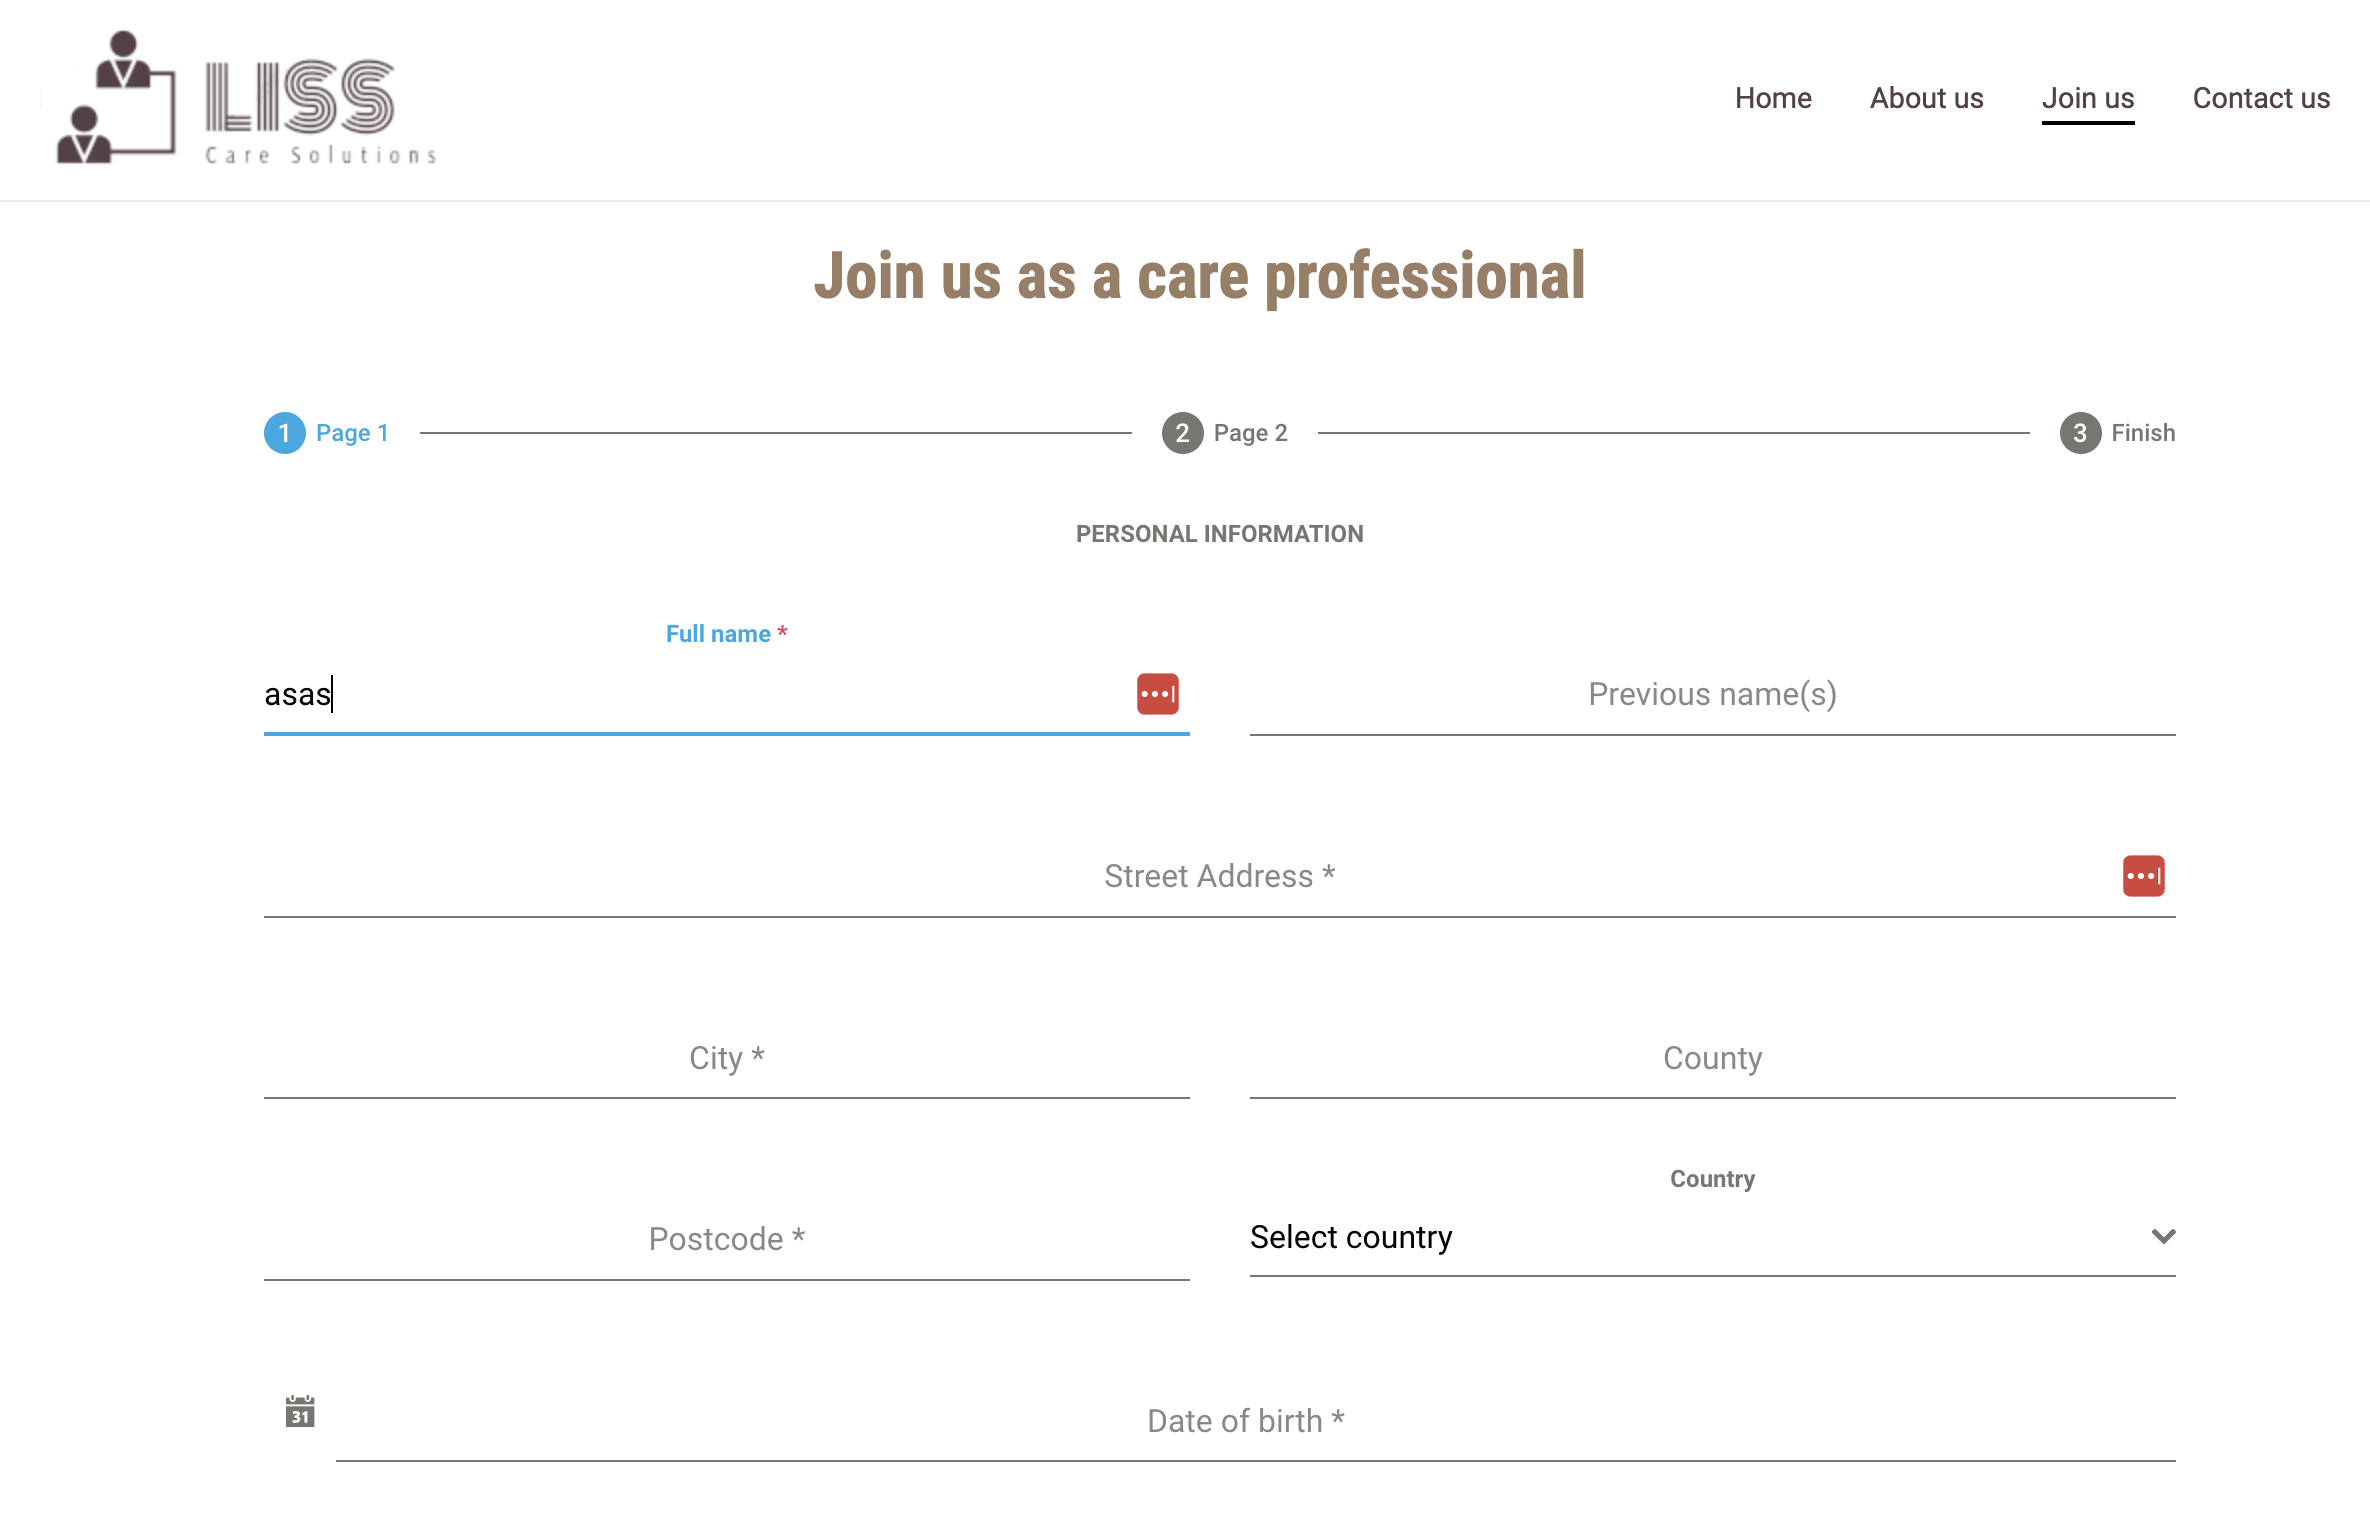 LISS
Care Solutions
Home About us Join us Contact us
Join us as a care professional
1 Page 1 2 Page 2 3 Finish
PERSONAL INFORMATION
Full name *
asas Previous name(s)
Street Address *
City * County
Country
Postcode * Select country
31 Date of birth *